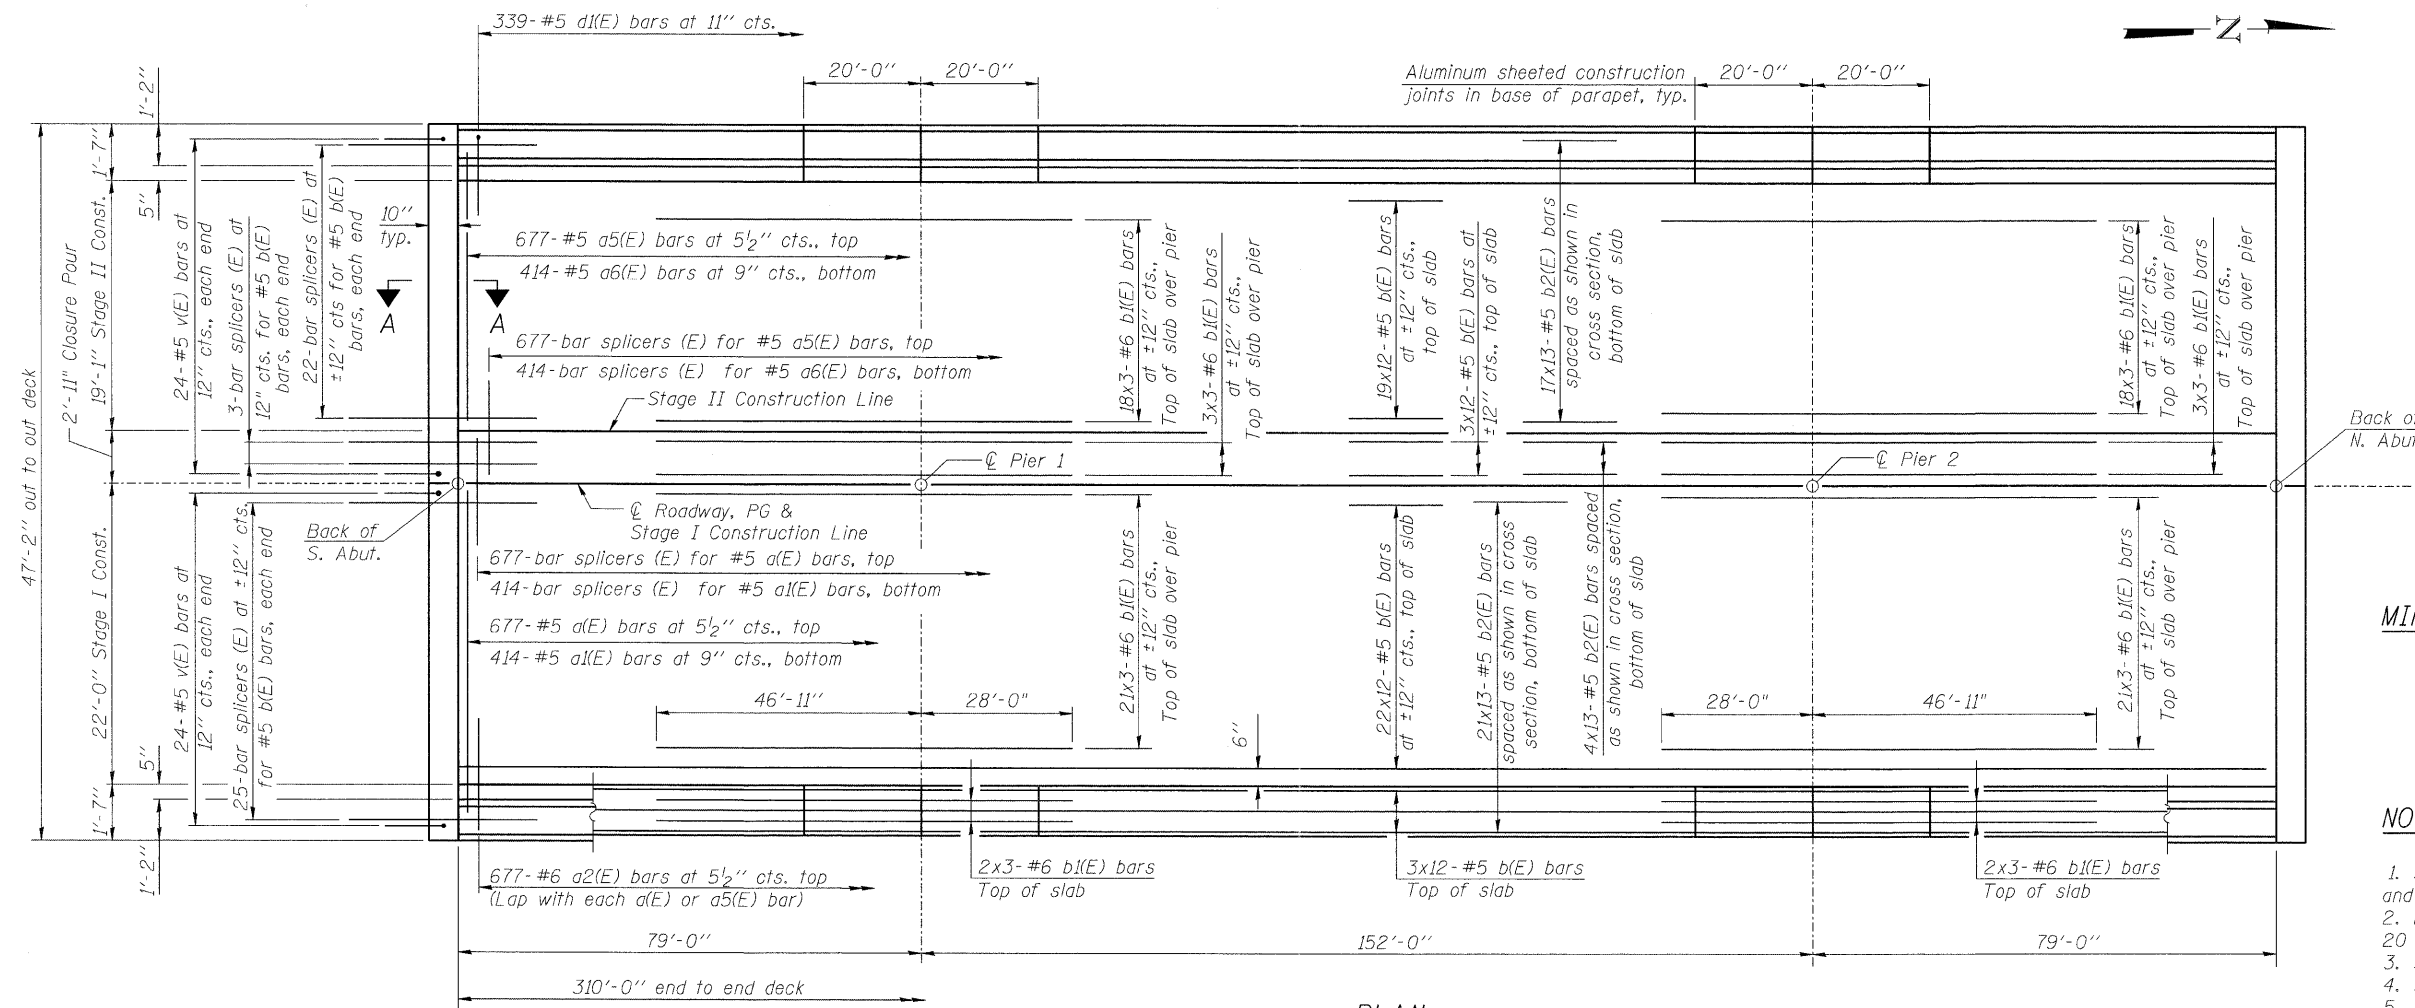 339-#5 d1(E) bars at 11" cts.
N
20'-0" 20'-0"
Aluminum sheeted construction
joints in base of parapet, typ.
20'-0" 20'-0"
1'-2"
1'-7"
5"
2'-11" Closure Pour
19'-1" Stage II Const.
47'-2" out to out deck
24-#5 v(E) bars at
12" cts., each end
3-bar splicers (E) at
12" cts. for #5 b(E)
bars, each end
22-bar splicers (E) at
±12" cts for #5 b(E)
bars, each end
10"
typ.
A A
677-#5 a5(E) bars at 5½" cts., top
414-#5 a6(E) bars at 9" cts., bottom
677-bar splicers (E) for #5 a5(E) bars, top
414-bar splicers (E) for #5 a6(E) bars, bottom
Stage II Construction Line
18x3-#6 b1(E) bars
at ±12" cts.,
Top of slab over pier
3x3-#6 b1(E) bars
at ±12" cts.,
Top of slab over pier
19x12-#5 b(E) bars
at ±12" cts.,
top of slab
3x12-#5 b(E) bars at
±12" cts., top of slab
17x13-#5 b2(E) bars
spaced as shown in
cross section,
bottom of slab
18x3-#6 b1(E) bars
at ±12" cts.,
Top of slab over pier
3x3-#6 b1(E) bars
at ±12" cts.,
Top of slab over pier
Back of
N. Abut
℄ Pier 1
℄ Pier 2
Back of
S. Abut.
℄ Roadway, PG &
Stage I Construction Line
677-bar splicers (E) for #5 a(E) bars, top
414-bar splicers (E) for #5 a1(E) bars, bottom
677-#5 a(E) bars at 5½" cts., top
414-#5 a1(E) bars at 9" cts., bottom
22'-0" Stage I Const.
5"
1'-7"
1'-2"
24-#5 v(E) bars at
12" cts., each end
25-bar splicers (E) at ±12" cts.
for #5 b(E) bars, each end
46'-11" 28'-0"
21x3-#6 b1(E) bars
at ±12" cts.,
Top of slab over pier
6"
22x12-#5 b(E) bars
at ±12" cts., top of slab
21x13-#5 b2(E) bars
spaced as shown in cross
section, bottom of slab
4x13-#5 b2(E) bars spaced
as shown in cross section,
bottom of slab
28'-0" 46'-11"
21x3-#6 b1(E) bars
at ±12" cts.,
Top of slab over pier
MI
NO
1.
and
2.
20
3.
4.
5
677-#6 a2(E) bars at 5½" cts. top
(Lap with each a(E) or a5(E) bar)
2x3-#6 b1(E) bars
Top of slab
3x12-#5 b(E) bars
Top of slab
2x3-#6 b1(E) bars
Top of slab
79'-0" 152'-0" 79'-0"
310'-0" end to end deck